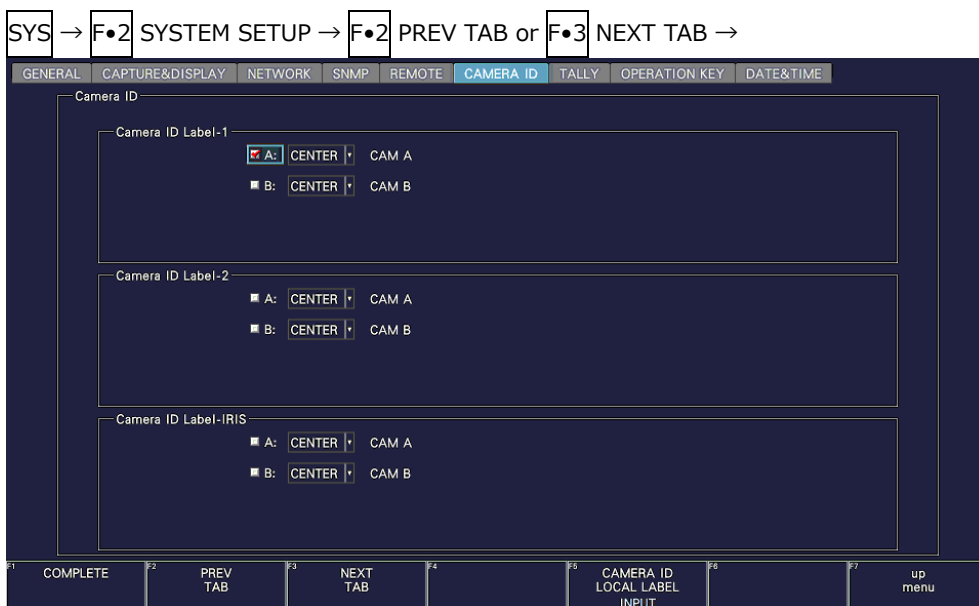 SYS → F•2 SYSTEM SETUP → F•2 PREV TAB or F•3 NEXT TAB →
GENERAL CAPTURE&DISPLAY NETWORK SNMP REMOTE CAMERA ID TALLY OPERATION KEY DATE&TIME
Camera ID
Camera ID Label-1
A: CENTER CAM A
B: CENTER CAM B
Camera ID Label-2
A: CENTER CAM A
B: CENTER CAM B
Camera ID Label-IRIS
A: CENTER CAM A
B: CENTER CAM B
F1 COMPLETE
F2 PREV
TAB
F3 NEXT
TAB
F4
F5 CAMERA ID
LOCAL LABEL
INPUT
F6
F7 up
menu